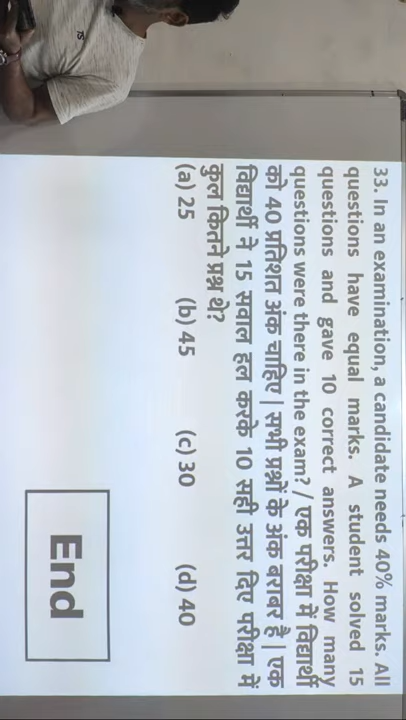 33. In an examination, a candidate needs 40% marks. All
questions have equal marks. A student solved 15
questions and gave 10 correct answers. How many
questions were there in the exam? / एक परीक्षा में विद्यार्थी
को 40 प्रतिशत अंक चाहिए | सभी प्रश्नों के अंक बराबर है | एक
विद्यार्थी ने 15 सवाल हल करके 10 सही उत्तर दिए परीक्षा में
कुल कितने प्रश्न थे?
(a) 25 (b) 45 (c) 30 (d) 40
End